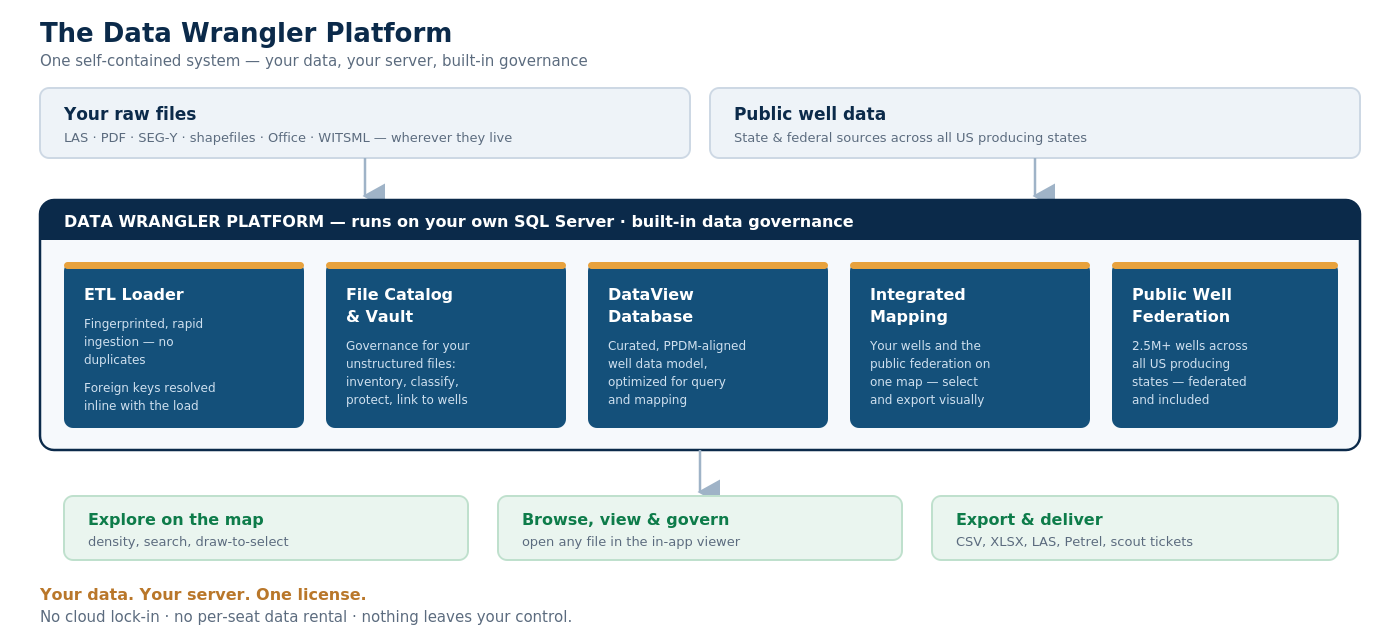 The Data Wrangler Platform
One self-contained system — your data, your server, built-in governance
Your raw files
LAS · PDF · SEG-Y · shapefiles · Office · WITSML — wherever they live
Public well data
State & federal sources across all US producing states
DATA WRANGLER PLATFORM — runs on your own SQL Server · built-in data governance
ETL Loader
Fingerprinted, rapid
ingestion — no
duplicates
Foreign keys resolved
inline with the load
File Catalog
& Vault
Governance for your
unstructured files:
inventory, classify,
protect, link to wells
DataView
Database
Curated, PPDM-aligned
well data model,
optimized for query
and mapping
Integrated
Mapping
Your wells and the
public federation on
one map — select
and export visually
Public Well
Federation
2.5M+ wells across
all US producing
states — federated
and included
Explore on the map
density, search, draw-to-select
Browse, view & govern
open any file in the in-app viewer
Export & deliver
CSV, XLSX, LAS, Petrel, scout tickets
Your data. Your server. One license.
No cloud lock-in · no per-seat data rental · nothing leaves your control.